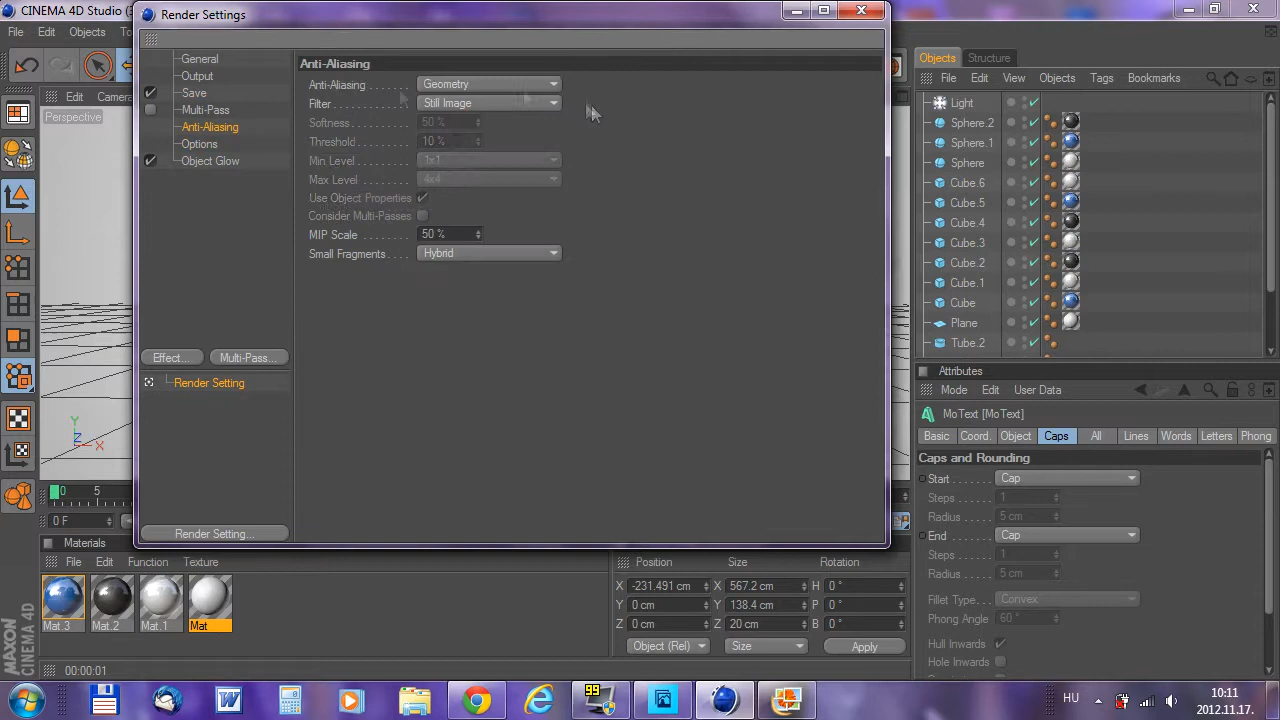 CINEMA 4D Studio (
Render Settings
File Edit Objects To
Edit Camera
Perspective
General
Output
Save
Multi-Pass
Anti-Aliasing
Options
Object Glow
Effect... Multi-Pass...
Render Setting
Render Setting...
Anti-Aliasing
Anti-Aliasing Geometry
Filter Still Image
Softness 50 %
Threshold 10 %
Min Level 1x1
Max Level 4x4
Use Object Properties
Consider Multi-Passes
MIP Scale 50 %
Small Fragments Hybrid
Objects Structure
File Edit View Objects Tags Bookmarks
Light
Sphere.2
Sphere.1
Sphere
Cube.6
Cube.5
Cube.4
Cube.3
Cube.2
Cube.1
Cube
Plane
Tube.2
Attributes
Mode Edit User Data
MoText [MoText]
Basic Coord. Object Caps All Lines Words Letters Phong
Caps and Rounding
Start Cap
Steps 1
Radius 5 cm
End Cap
Steps 1
Radius 5 cm
Fillet Type Convex
Phong Angle 60 °
Hull Inwards
Hole Inwards
Y
Z X
0 5
0 F
Materials
File Edit Function Texture
Mat.3 Mat.2 Mat.1 Mat
Position Size Rotation
X -231.491 cm X 567.2 cm H 0 °
Y 0 cm Y 138.4 cm P 0 °
Z 0 cm Z 20 cm B 0 °
Object (Rel) Size Apply
MAXON
CINEMA 4D
00:00:01
99
HU
10:11
2012.11.17.